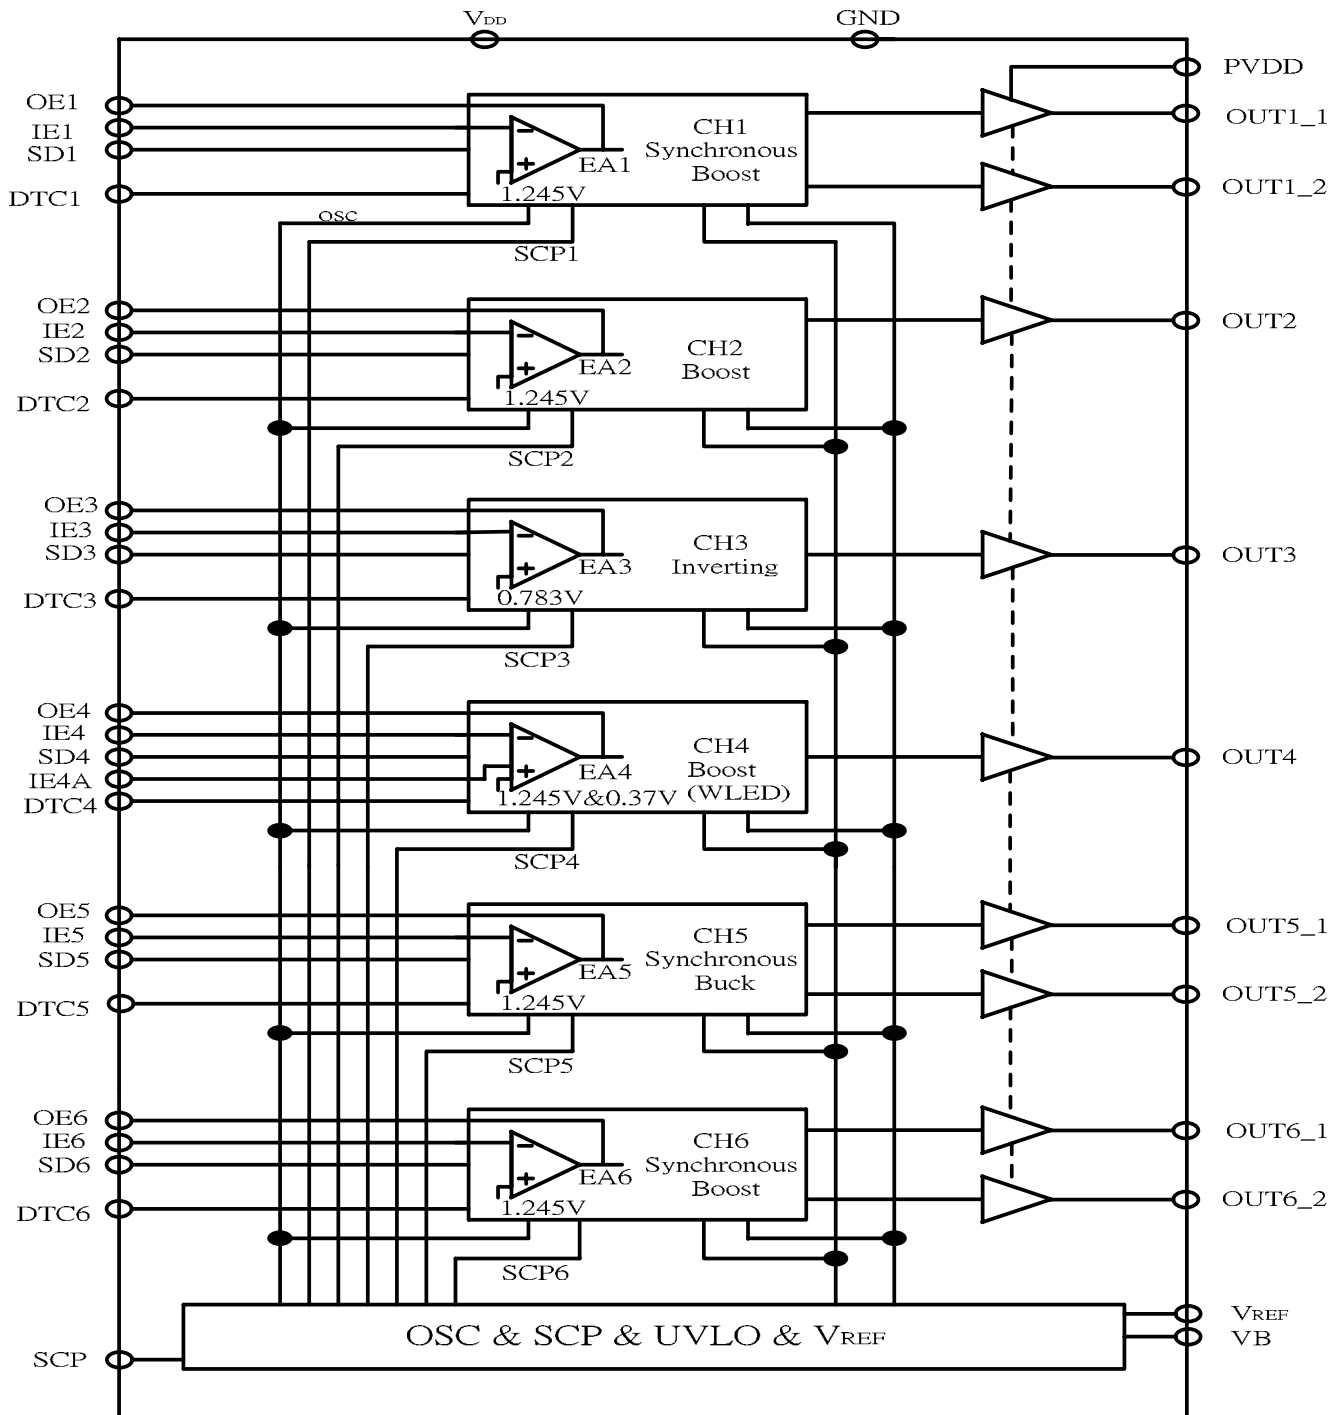 VDD
GND
PVDD
OE1
IE1
SD1
DTC1
CH1
Synchronous
Boost
EA1
1.245V
OUT1_1
OUT1_2
osc
SCP1
OE2
IE2
SD2
DTC2
CH2
Boost
EA2
1.245V
OUT2
SCP2
OE3
IE3
SD3
DTC3
CH3
Inverting
EA3
0.783V
OUT3
SCP3
OE4
IE4
SD4
IE4A
DTC4
CH4
Boost
(WLED)
EA4
1.245V&0.37V
OUT4
SCP4
OE5
IE5
SD5
DTC5
CH5
Synchronous
Buck
EA5
1.245V
OUT5_1
OUT5_2
SCP5
OE6
IE6
SD6
DTC6
CH6
Synchronous
Boost
EA6
1.245V
OUT6_1
OUT6_2
SCP6
OSC & SCP & UVLO & VREF
VREF
VB
SCP